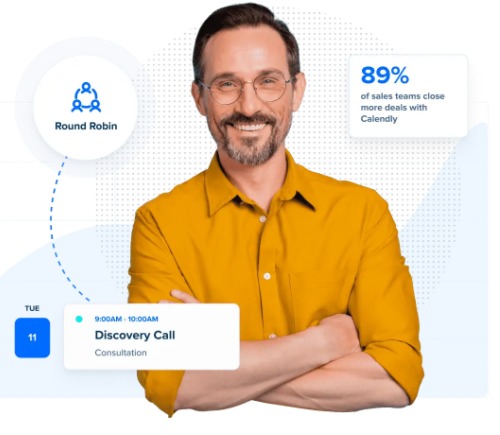 89%
of sales teams close
more deals with
Calendly
Round Robin
TUE
11
9:00AM - 10:00AM
Discovery Call
Consultation